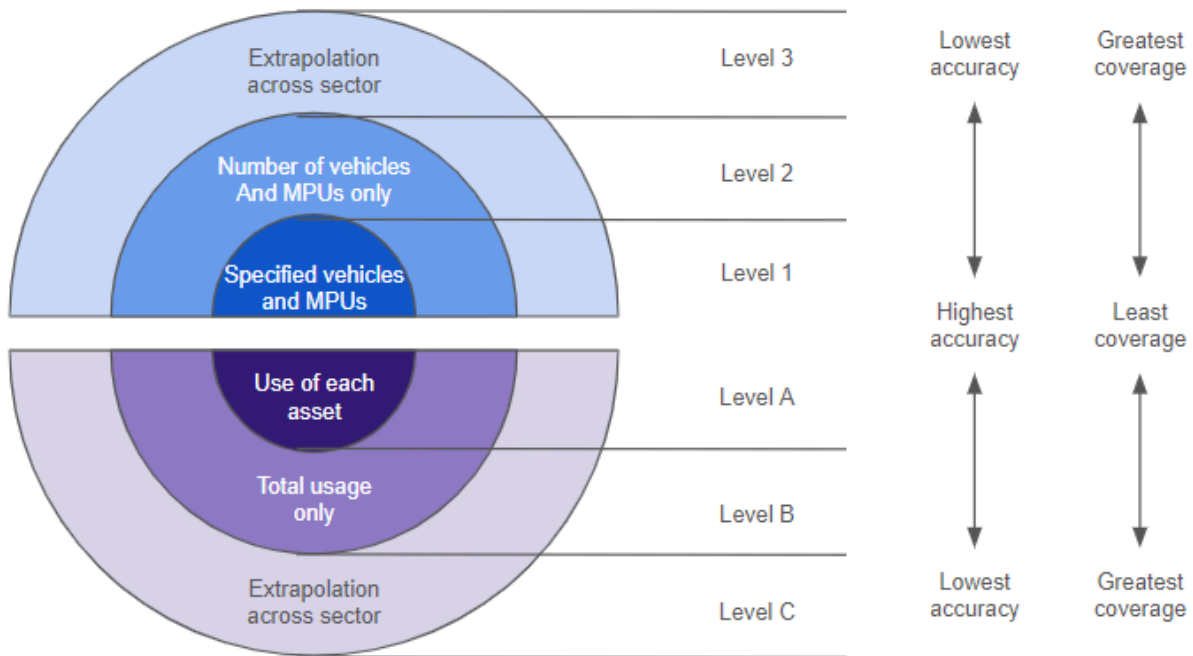 Extrapolation
across sector
Level 3
Lowest
accuracy
Greatest
coverage
Number of vehicles
And MPUs only
Level 2
Specified vehicles
and MPUs
Level 1
Highest
accuracy
Least
coverage
Use of each
asset
Level A
Total usage
only
Level B
Extrapolation
across sector
Level C
Lowest
accuracy
Greatest
coverage